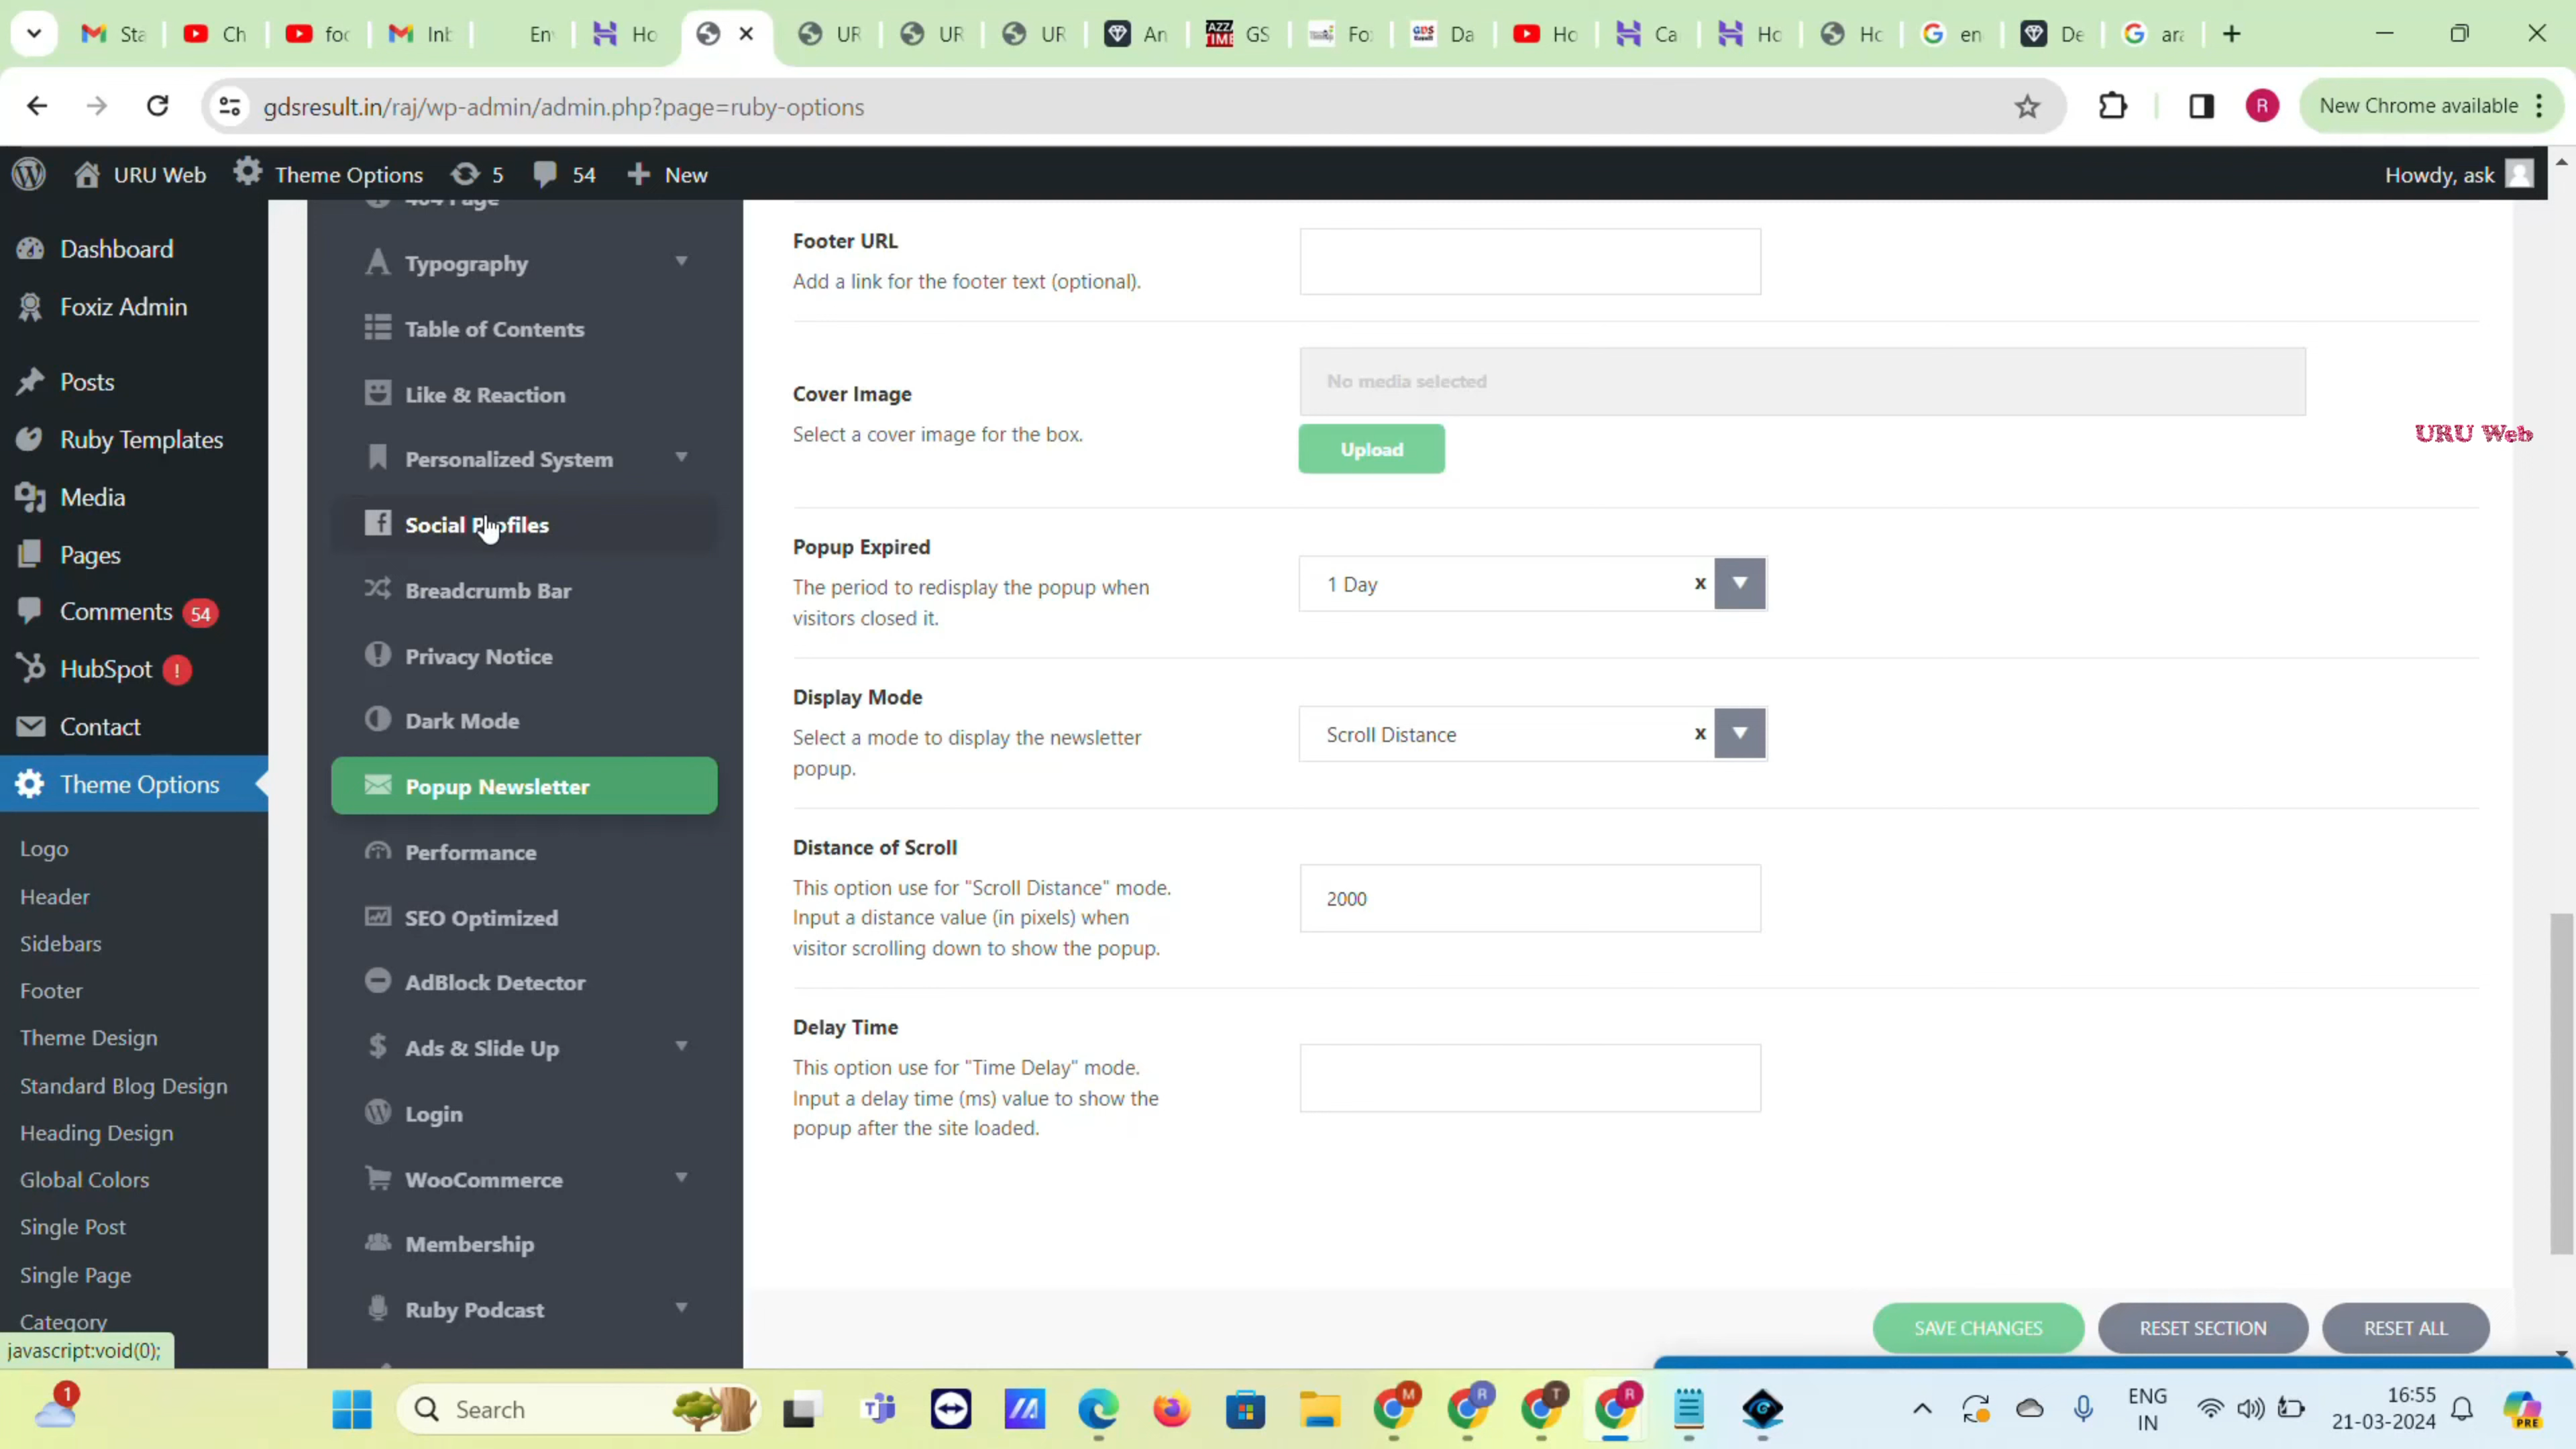 Sta
Ch
foo
Inb
En
Ho
UR
UR
UR
An
GS
Fo
Da
Ho
Ca
Ho
Ho
en
De
ara
gdsresult.in/raj/wp-admin/admin.php?page=ruby-options
R
New Chrome available
URU Web
Theme Options
5
54
New
Howdy, ask
Dashboard
Foxiz Admin
Posts
Ruby Templates
Media
Pages
Comments 54
HubSpot !
Contact
Theme Options
Logo
Header
Sidebars
Footer
Theme Design
Standard Blog Design
Heading Design
Global Colors
Single Post
Single Page
Category
javascript:void(0);
404 Page
Typography
Table of Contents
Like & Reaction
Personalized System
Social Profiles
Breadcrumb Bar
Privacy Notice
Dark Mode
Popup Newsletter
Performance
SEO Optimized
AdBlock Detector
Ads & Slide Up
Login
WooCommerce
Membership
Ruby Podcast
Footer URL
Add a link for the footer text (optional).
Cover Image
Select a cover image for the box.
No media selected
Upload
URU Web
Popup Expired
The period to redisplay the popup when
visitors closed it.
1 Day
x
Display Mode
Select a mode to display the newsletter
popup.
Scroll Distance
x
Distance of Scroll
This option use for "Scroll Distance" mode.
Input a distance value (in pixels) when
visitor scrolling down to show the popup.
2000
Delay Time
This option use for "Time Delay" mode.
Input a delay time (ms) value to show the
popup after the site loaded.
SAVE CHANGES
RESET SECTION
RESET ALL
1
Search
M
R
T
R
ENG
IN
16:55
21-03-2024
PRE